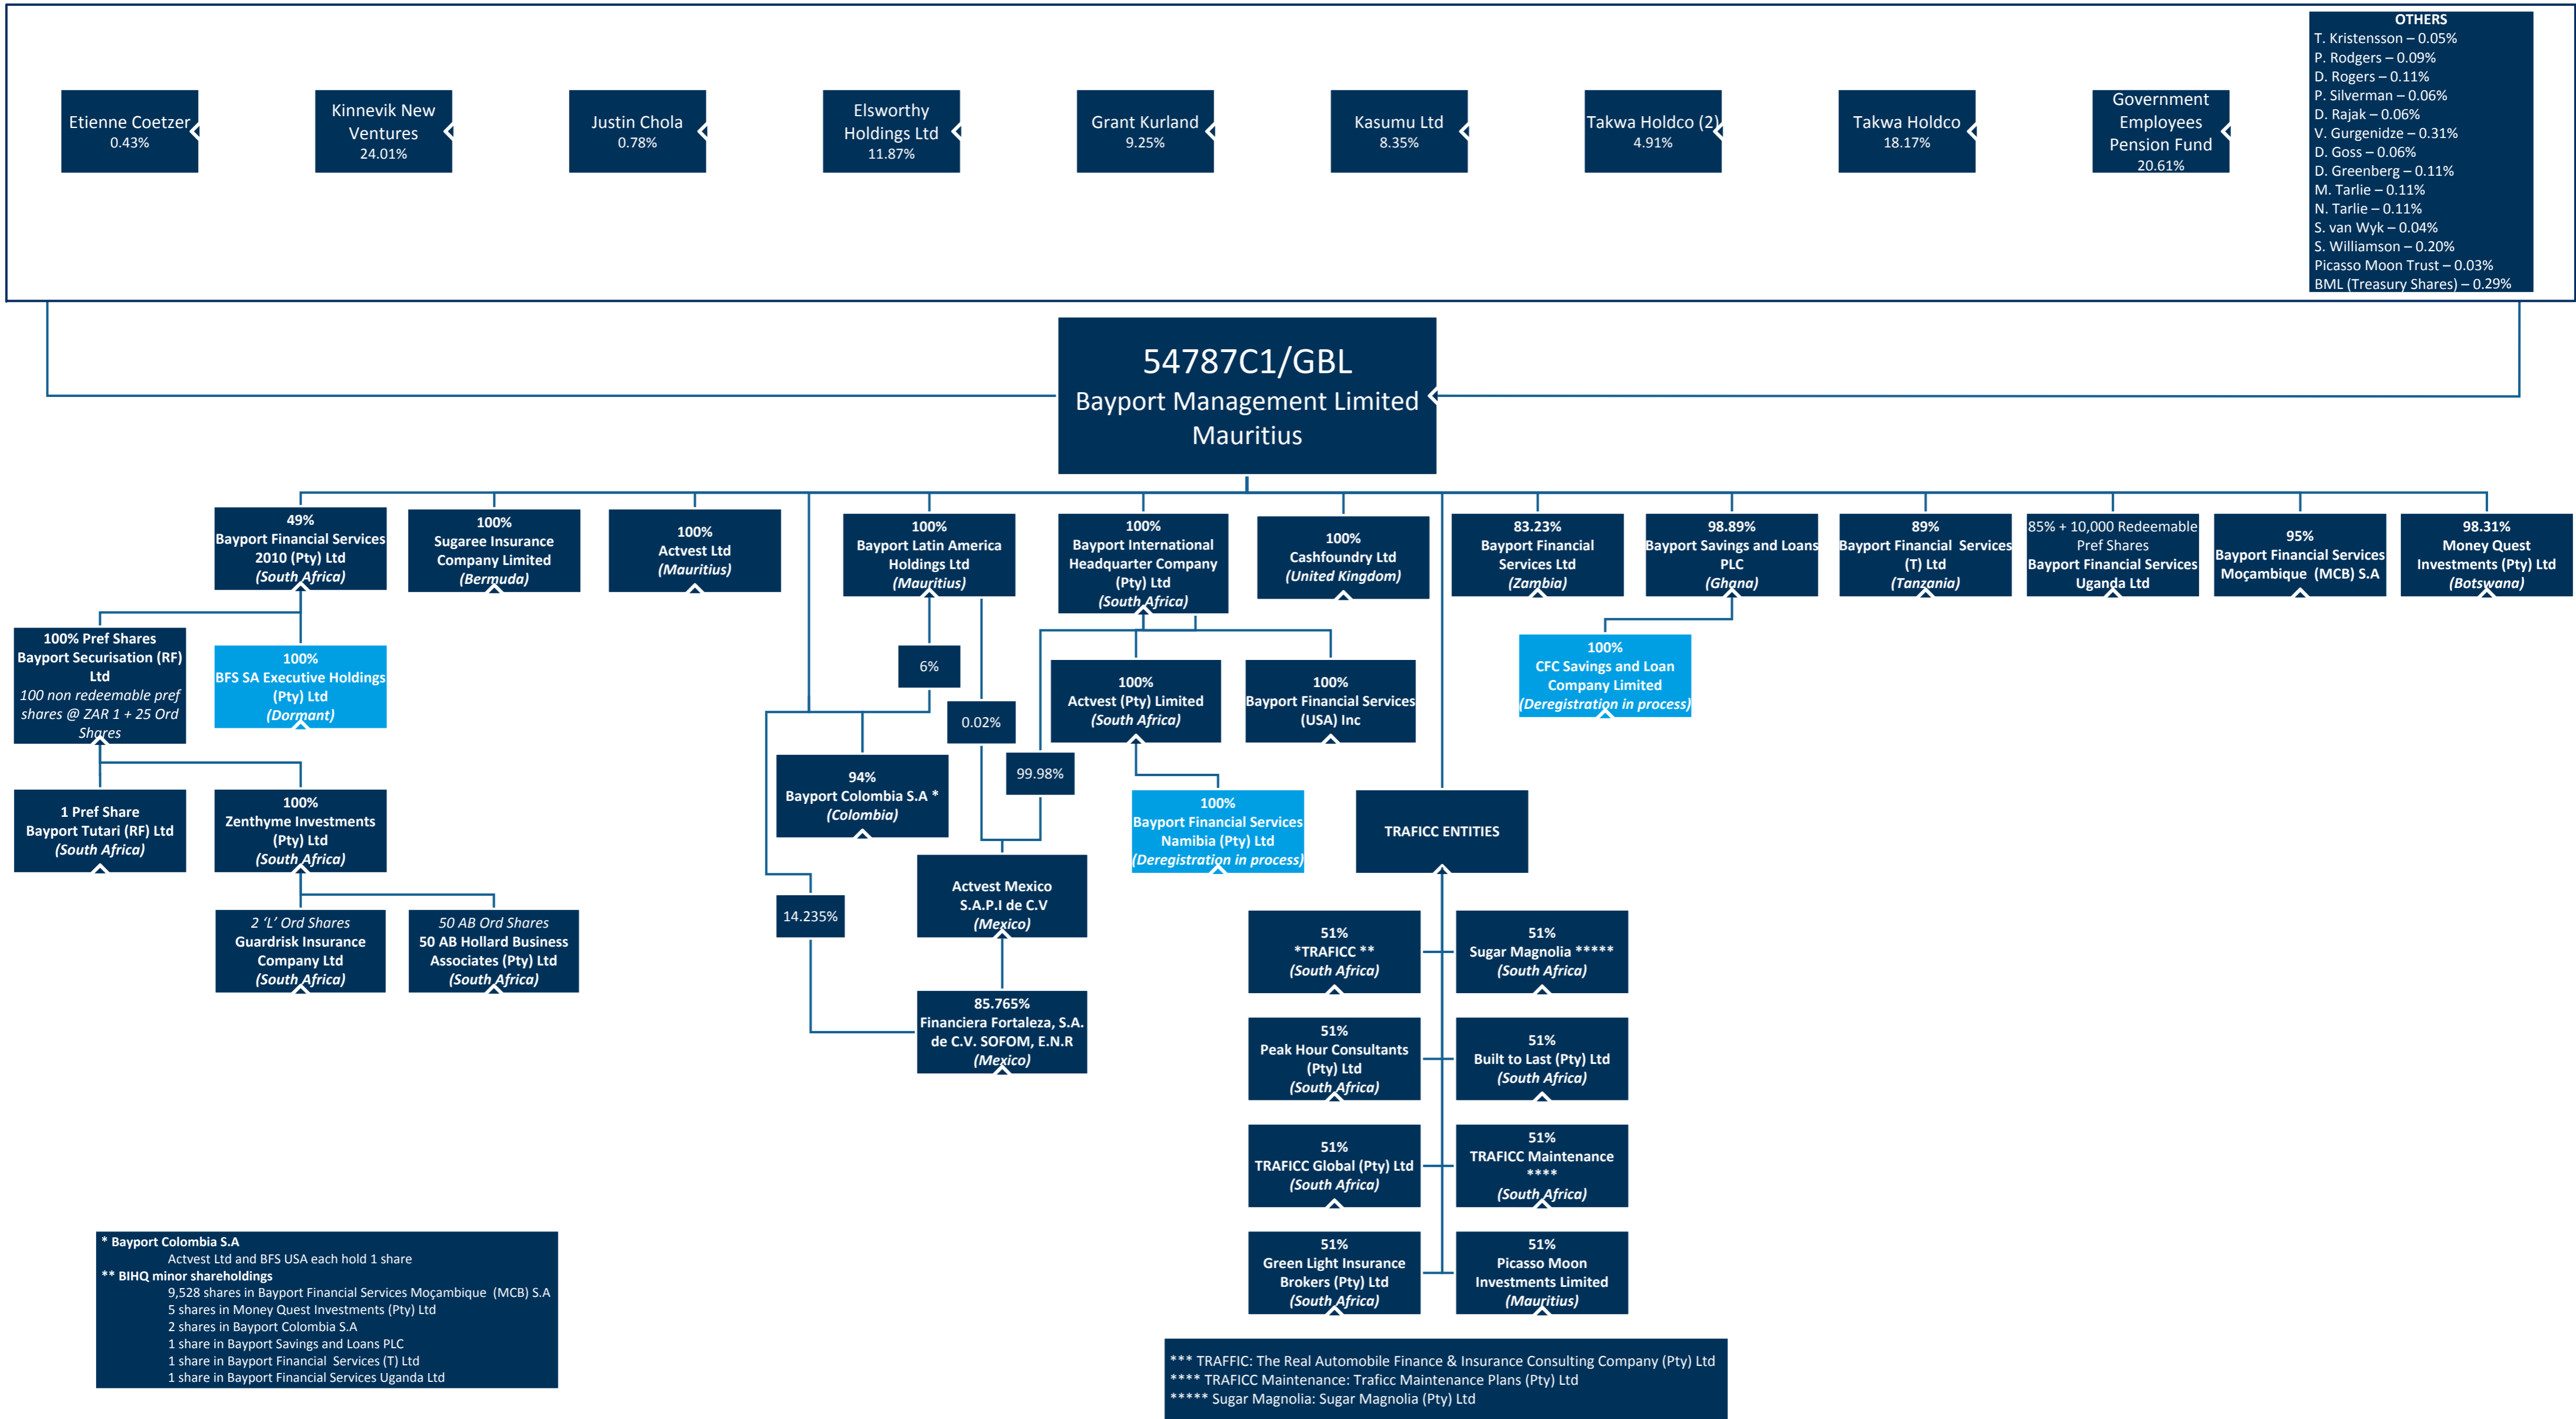 Etienne Coetzer
0.43%
Kinnevik New
Ventures
24.01%
Justin Chola
0.78%
Elsworthy
Holdings Ltd
11.87%
Grant Kurland
9.25%
Kasumu Ltd
8.35%
Takwa Holdco (2)
4.91%
Takwa Holdco
18.17%
Government
Employees
Pension Fund
20.61%
OTHERS
T. Kristensson – 0.05%
P. Rodgers – 0.09%
D. Rogers – 0.11%
P. Silverman – 0.06%
D. Rajak – 0.06%
V. Gurgenidze – 0.31%
D. Goss – 0.06%
D. Greenberg – 0.11%
M. Tarlie – 0.11%
N. Tarlie – 0.11%
S. van Wyk – 0.04%
S. Williamson – 0.20%
Picasso Moon Trust – 0.03%
BML (Treasury Shares) – 0.29%
54787C1/GBL
Bayport Management Limited
Mauritius
49%
Bayport Financial Services
2010 (Pty) Ltd
(South Africa)
100%
Sugaree Insurance
Company Limited
(Bermuda)
100%
Actvest Ltd
(Mauritius)
100%
Bayport Latin America
Holdings Ltd
(Mauritius)
100%
Bayport International
Headquarter Company
(Pty) Ltd
(South Africa)
100%
Cashfoundry Ltd
(United Kingdom)
83.23%
Bayport Financial
Services Ltd
(Zambia)
98.89%
Bayport Savings and Loans
PLC
(Ghana)
89%
Bayport Financial Services
(T) Ltd
(Tanzania)
85% + 10,000 Redeemable
Pref Shares
Bayport Financial Services
Uganda Ltd
95%
Bayport Financial Services
Moçambique (MCB) S.A
98.31%
Money Quest
Investments (Pty) Ltd
(Botswana)
100% Pref Shares
Bayport Securisation (RF)
Ltd
100 non redeemable pref
shares @ ZAR 1 + 25 Ord
Shares
100%
BFS SA Executive Holdings
(Pty) Ltd
(Dormant)
6%
0.02%
99.98%
100%
Actvest (Pty) Limited
(South Africa)
100%
Bayport Financial Services
(USA) Inc
100%
CFC Savings and Loan
Company Limited
(Deregistration in process)
1 Pref Share
Bayport Tutari (RF) Ltd
(South Africa)
100%
Zenthyme Investments
(Pty) Ltd
(South Africa)
94%
Bayport Colombia S.A *
(Colombia)
100%
Bayport Financial Services
Namibia (Pty) Ltd
(Deregistration in process)
TRAFICC ENTITIES
2 ‘L’ Ord Shares
Guardrisk Insurance
Company Ltd
(South Africa)
50 AB Ord Shares
50 AB Hollard Business
Associates (Pty) Ltd
(South Africa)
14.235%
Actvest Mexico
S.A.P.I de C.V
(Mexico)
85.765%
Financiera Fortaleza, S.A.
de C.V. SOFOM, E.N.R
(Mexico)
51%
*TRAFICC **
(South Africa)
51%
Sugar Magnolia *****
(South Africa)
51%
Peak Hour Consultants
(Pty) Ltd
(South Africa)
51%
Built to Last (Pty) Ltd
(South Africa)
51%
TRAFICC Global (Pty) Ltd
(South Africa)
51%
TRAFICC Maintenance
****
(South Africa)
51%
Green Light Insurance
Brokers (Pty) Ltd
(South Africa)
51%
Picasso Moon
Investments Limited
(Mauritius)
* Bayport Colombia S.A
Actvest Ltd and BFS USA each hold 1 share
** BIHQ minor shareholdings
9,528 shares in Bayport Financial Services Moçambique (MCB) S.A
5 shares in Money Quest Investments (Pty) Ltd
2 shares in Bayport Colombia S.A
1 share in Bayport Savings and Loans PLC
1 share in Bayport Financial Services (T) Ltd
1 share in Bayport Financial Services Uganda Ltd
*** TRAFFIC: The Real Automobile Finance & Insurance Consulting Company (Pty) Ltd
**** TRAFICC Maintenance: Traficc Maintenance Plans (Pty) Ltd
***** Sugar Magnolia: Sugar Magnolia (Pty) Ltd